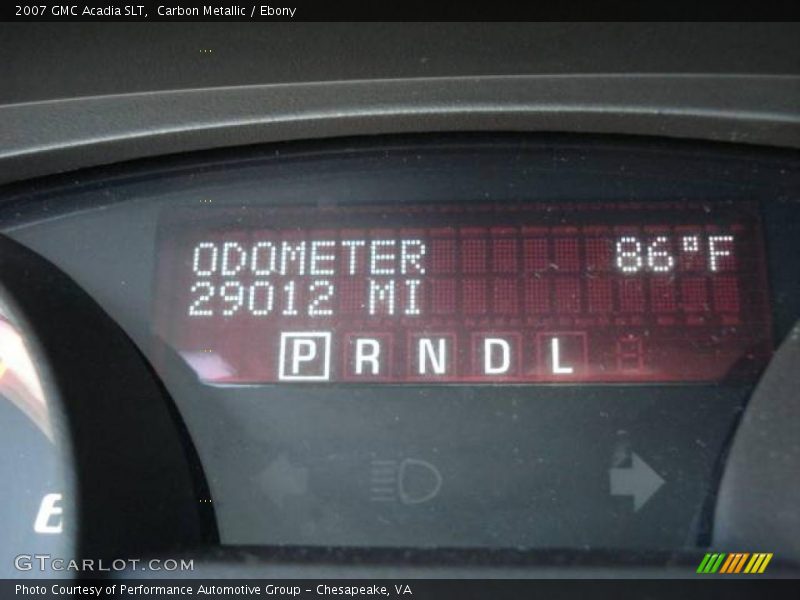 2007 GMC Acadia SLT, Carbon Metallic / Ebony
ODOMETER 86°F
29012 MI
P R N D L
E
GTCARLOT.COM
Photo Courtesy of Performance Automotive Group - Chesapeake, VA